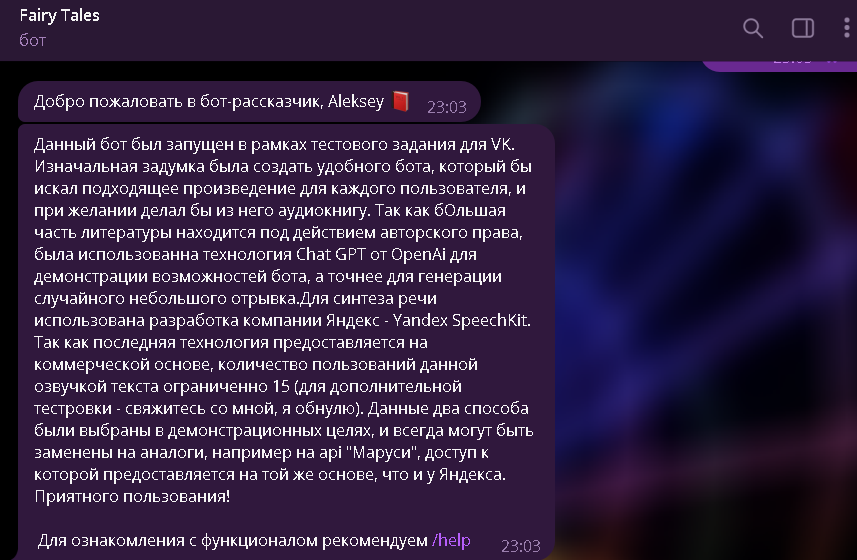 Fairy Tales
бот
Добро пожаловать в бот-рассказчик, Aleksey 📕 23:03
Данный бот был запущен в рамках тестового задания для VK.
Изначальная задумка была создать удобного бота, который бы
искал подходящее произведение для каждого пользователя, и
при желании делал бы из него аудиокнигу. Так как бОльшая
часть литературы находится под действием авторского права,
была использованна технология Chat GPT от OpenAi для
демонстрации возможностей бота, а точнее для генерации
случайного небольшого отрывка.Для синтеза речи
использована разработка компании Яндекс - Yandex SpeechKit.
Так как последняя технология предоставляется на
коммерческой основе, количество пользований данной
озвучкой текста ограниченно 15 (для дополнительной
тестровки - свяжитесь со мной, я обнулю). Данные два способа
были выбраны в демонстрационных целях, и всегда могут быть
заменены на аналоги, например на api "Маруси", доступ к
которой предоставляется на той же основе, что и у Яндекса.
Приятного пользования!
Для ознакомления с функционалом рекомендуем /help 23:03